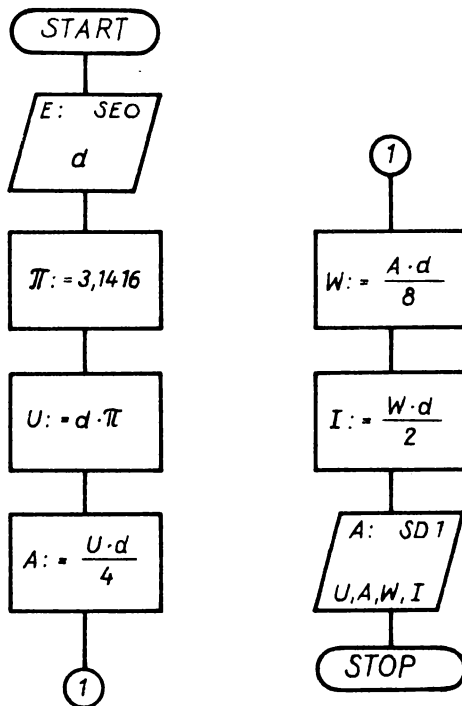 START
E: SEO
d
π: = 3,1416
U: = d · π
A: = U · d / 4
1
1
W: = A · d / 8
I: = W · d / 2
A: SD1
U, A, W, I
STOP